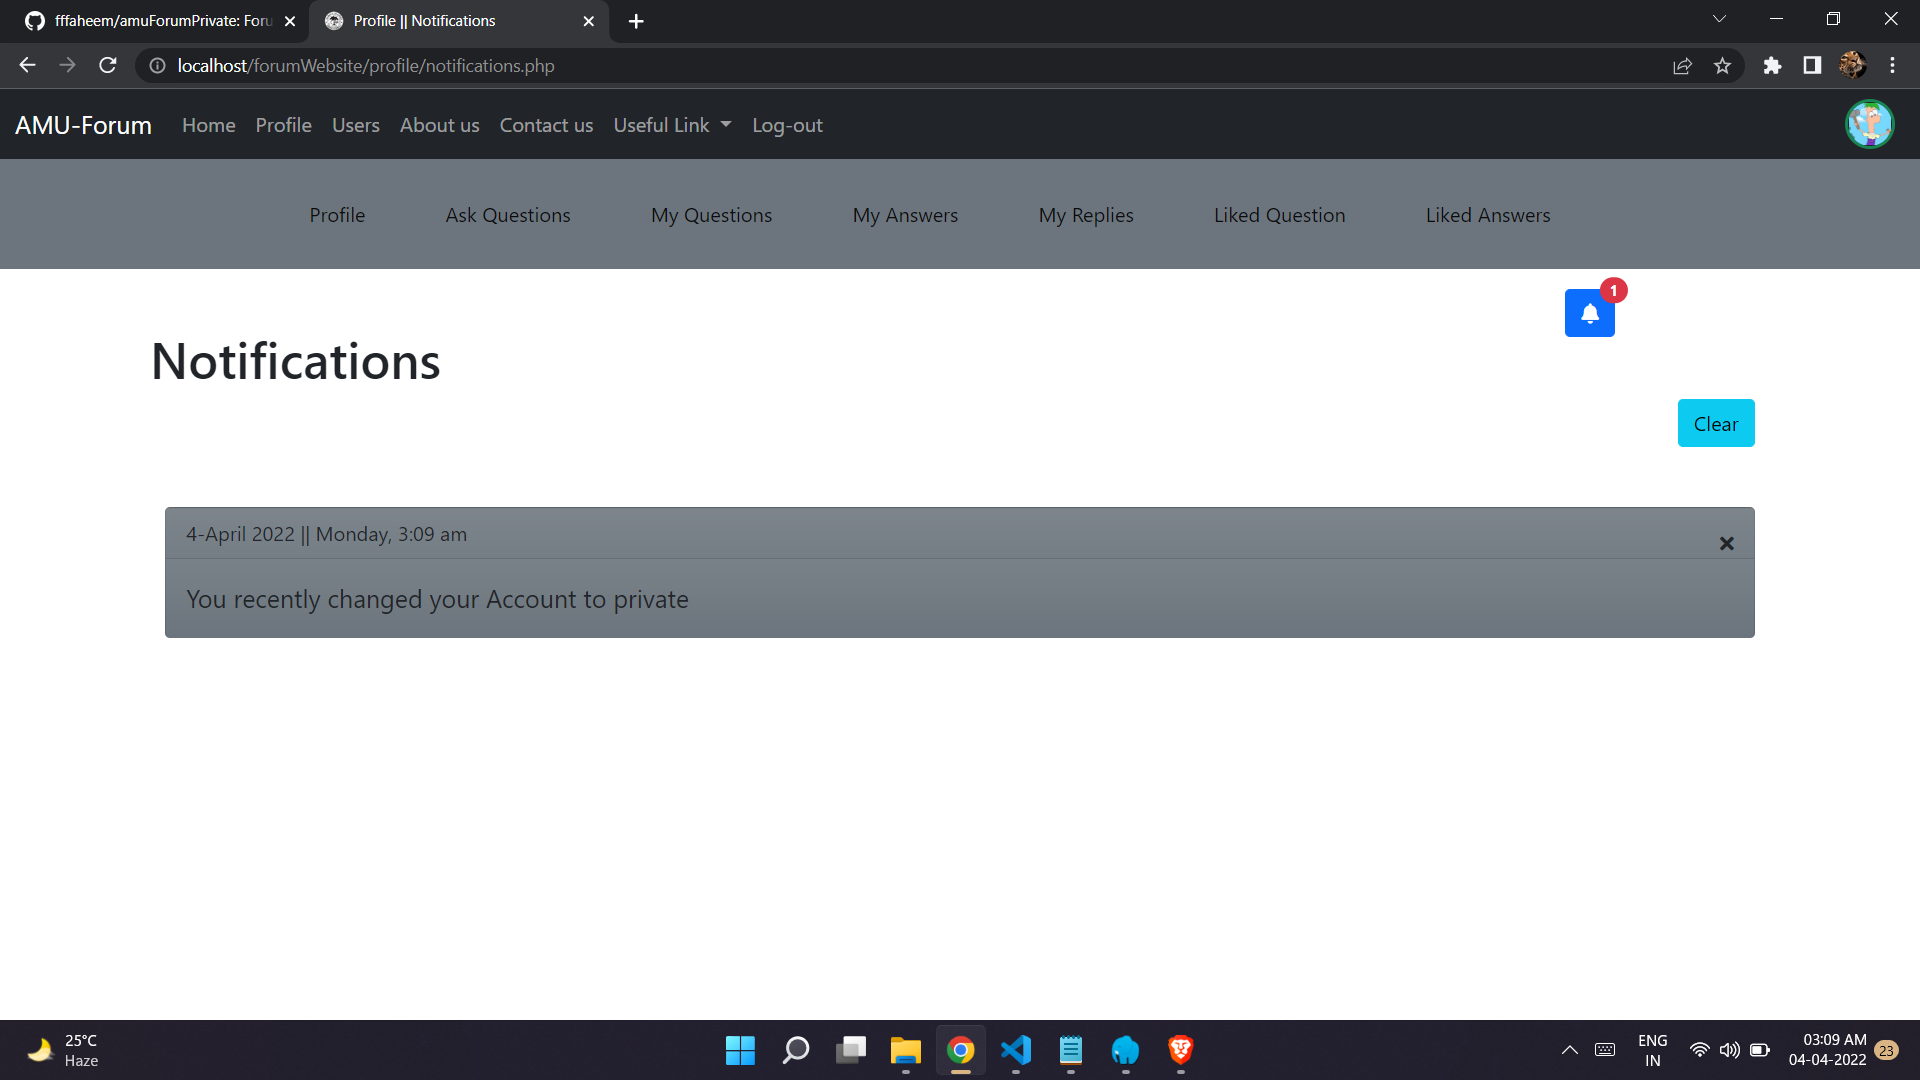 fffaheem/amuForumPrivate: Foru
Profile || Notifications
localhost/forumWebsite/profile/notifications.php
AMU-Forum Home Profile Users About us Contact us Useful Link Log-out
Profile Ask Questions My Questions My Answers My Replies Liked Question Liked Answers
1
Notifications
Clear
4-April 2022 || Monday, 3:09 am
You recently changed your Account to private
25°C
Haze
ENG
IN
03:09 AM
04-04-2022
23